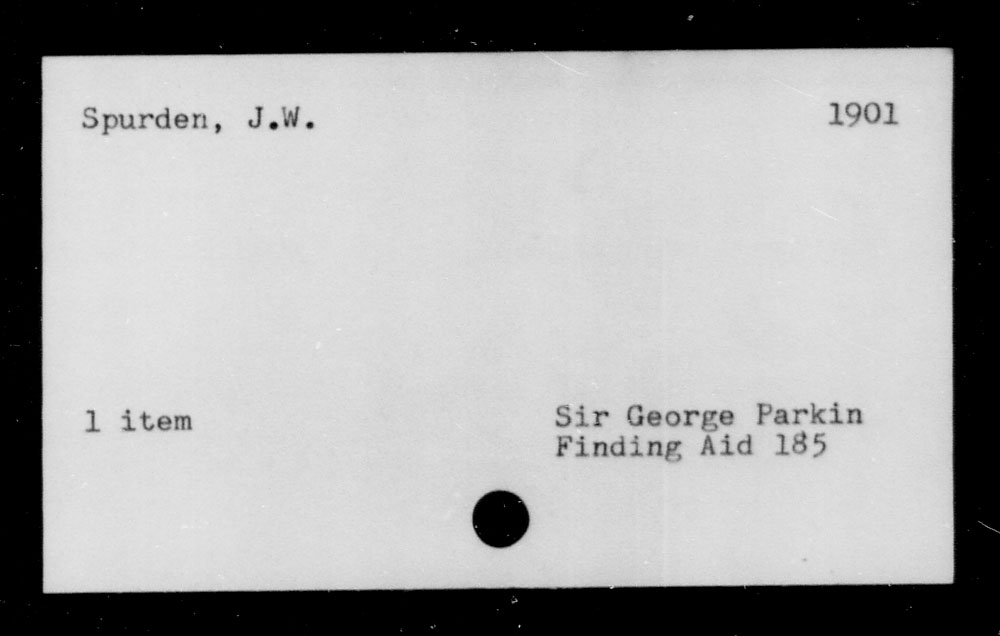 Spurden, J.W. 1901
1 item Sir George Parkin
Finding Aid 185